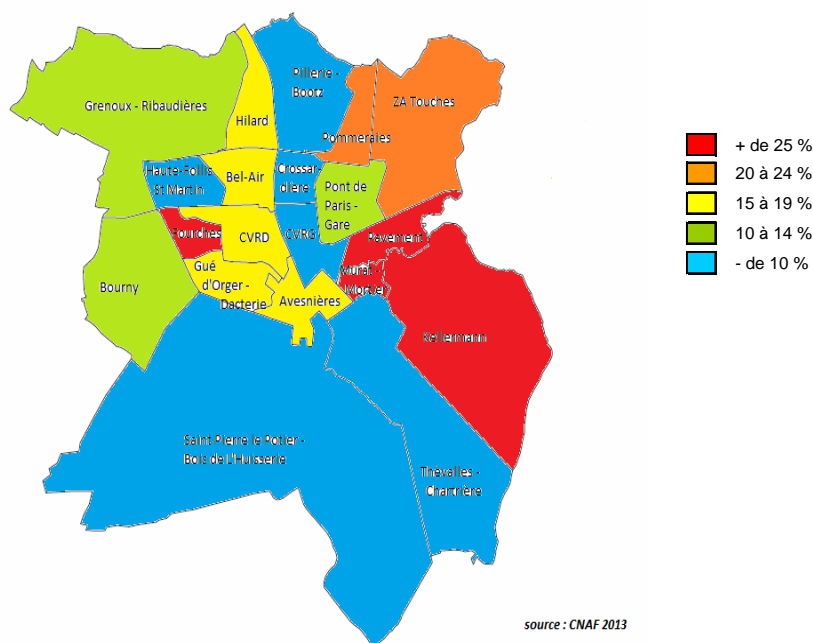 Pillerie -
Bootz
ZA Touches
Grenoux - Ribaudières
Hilard
Pommeraies
Haute-Follis
St Martin
Bel-Air
Crossar-
dière
Pont de
Paris -
Gare
Fourches
CVRD
CVRG
Pavement
Gué
d'Orger -
Dacterie
Murat -
Mortier
Bourny
Avesnières
Kellermann
Saint Pierre le Potier -
Bois de L'Huisserie
Thévalles -
Chartrière
+ de 25 %
20 à 24 %
15 à 19 %
10 à 14 %
- de 10 %
source : CNAF 2013